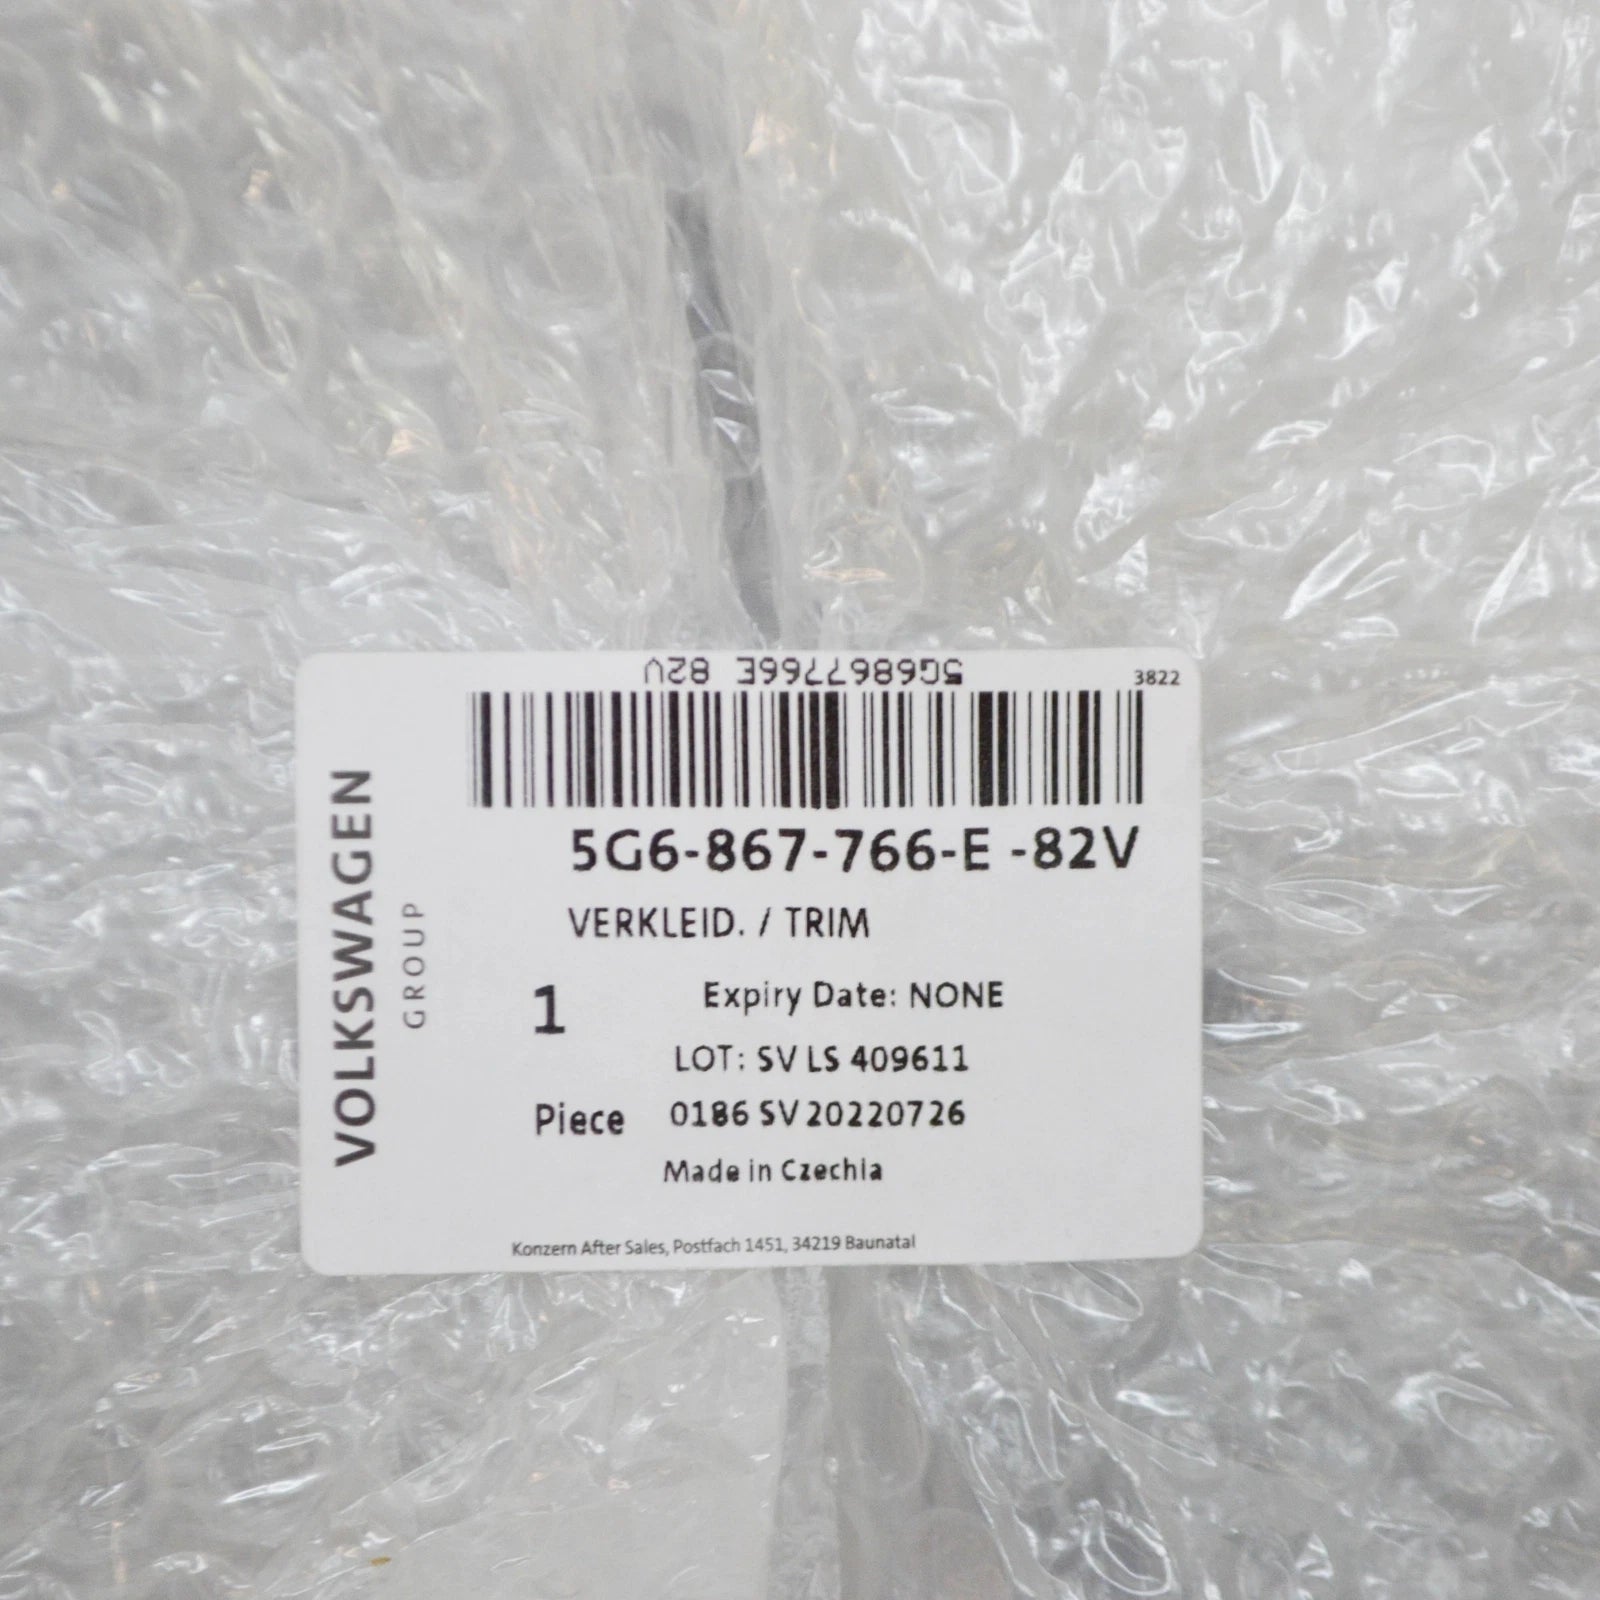 5G6867766E 82V
3822
5G6-867-766-E -82V
VERKLEID. / TRIM
1
Expiry Date: NONE
LOT: SV LS 409611
Piece
0186 SV 20220726
Made in Czechia
Konzern After Sales, Postfach 1451, 34219 Baunatal
VOLKSWAGEN
GROUP